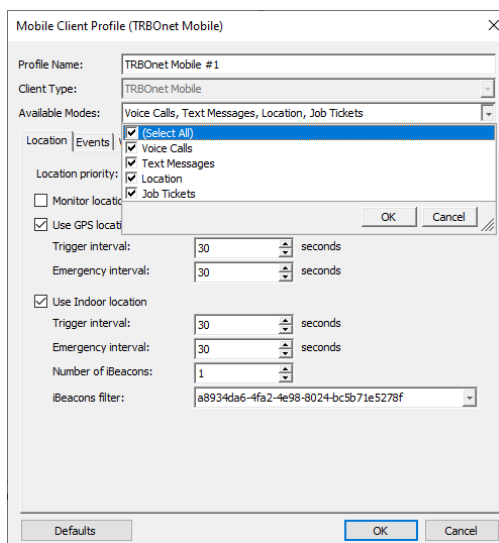 Mobile Client Profile (TRBOnet Mobile)
Profile Name: TRBOnet Mobile #1
Client Type: TRBOnet Mobile
Available Modes: Voice Calls, Text Messages, Location, Job Tickets
(Select All)
Voice Calls
Text Messages
Location
Job Tickets
OK Cancel
Location Events
Location priority:
Monitor locatio
Use GPS locati
Trigger interval: 30 seconds
Emergency interval: 30 seconds
Use Indoor location
Trigger interval: 30 seconds
Emergency interval: 30 seconds
Number of iBeacons: 1
iBeacons filter: a8934da6-4fa2-4e98-8024-bc5b71e5278f
Defaults OK Cancel